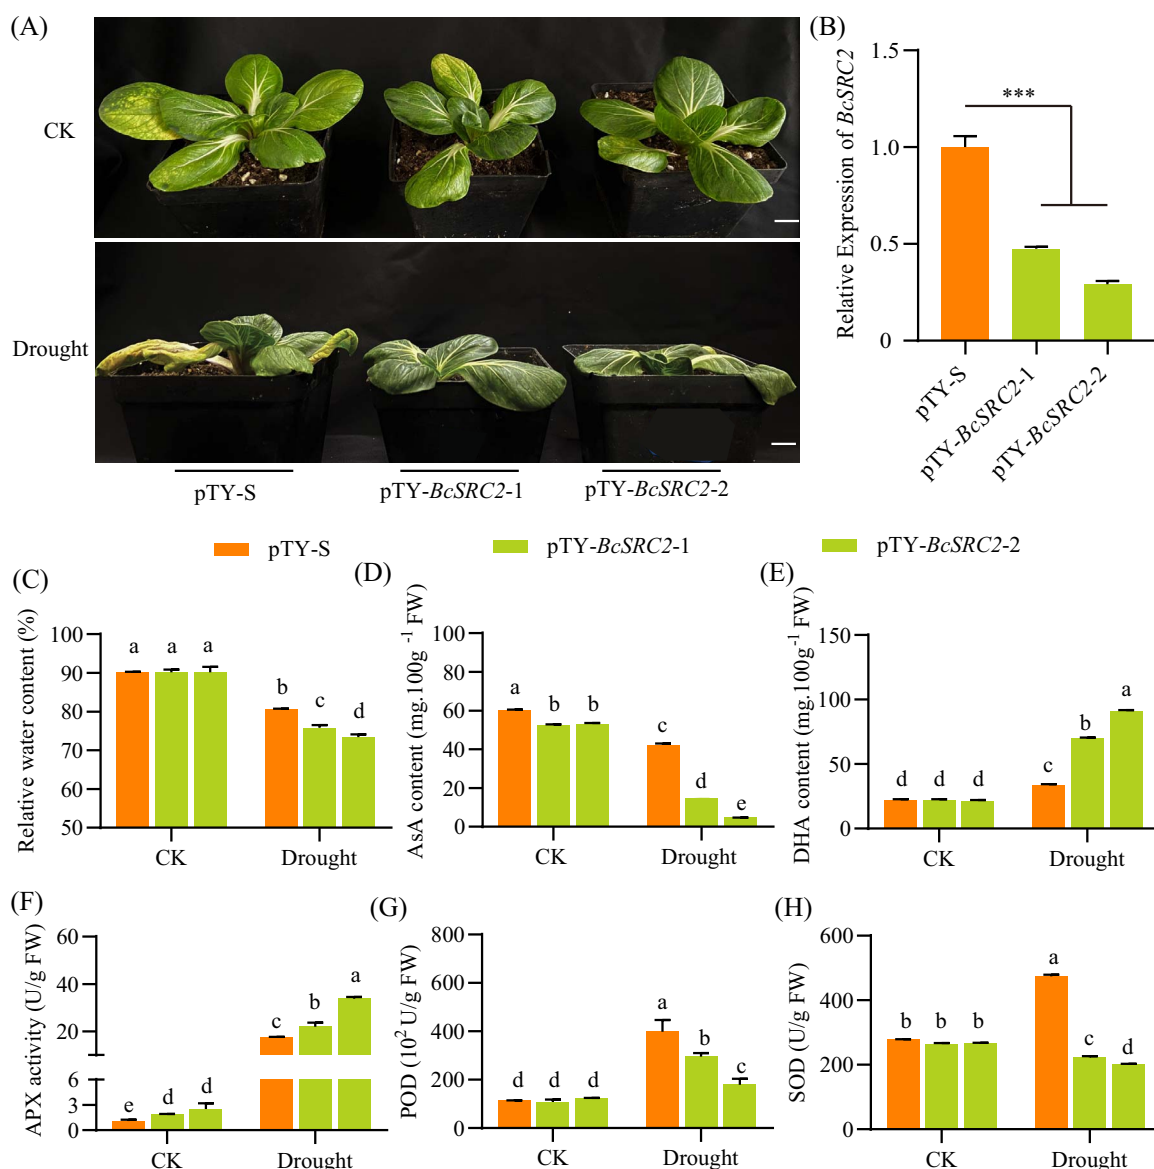 (A)
CK
Drought
pTY-S
pTY-BcSRC2-1
pTY-BcSRC2-2
(B)
Relative Expression of BcSRC2
1.5
1.0
0.5
0
***
pTY-S
pTY-BcSRC2-1
pTY-BcSRC2-2
pTY-S
pTY-BcSRC2-1
pTY-BcSRC2-2
(C)
Relative water content (%)
100
90
80
70
60
50
a a a
b c d
CK Drought
(D)
AsA content (mg.100g⁻¹ FW)
100
80
60
40
20
0
a b b
c d e
CK Drought
(E)
DHA content (mg.100g⁻¹ FW)
150
100
50
0
d d d
c b a
CK Drought
(F)
APX activity (U/g FW)
60
40
20
6
3
0
e d d
c b a
CK Drought
(G)
POD (10² U/g FW)
800
600
400
200
0
d d d
a b c
CK Drought
(H)
SOD (U/g FW)
600
400
200
0
b b b
a c d
CK Drought